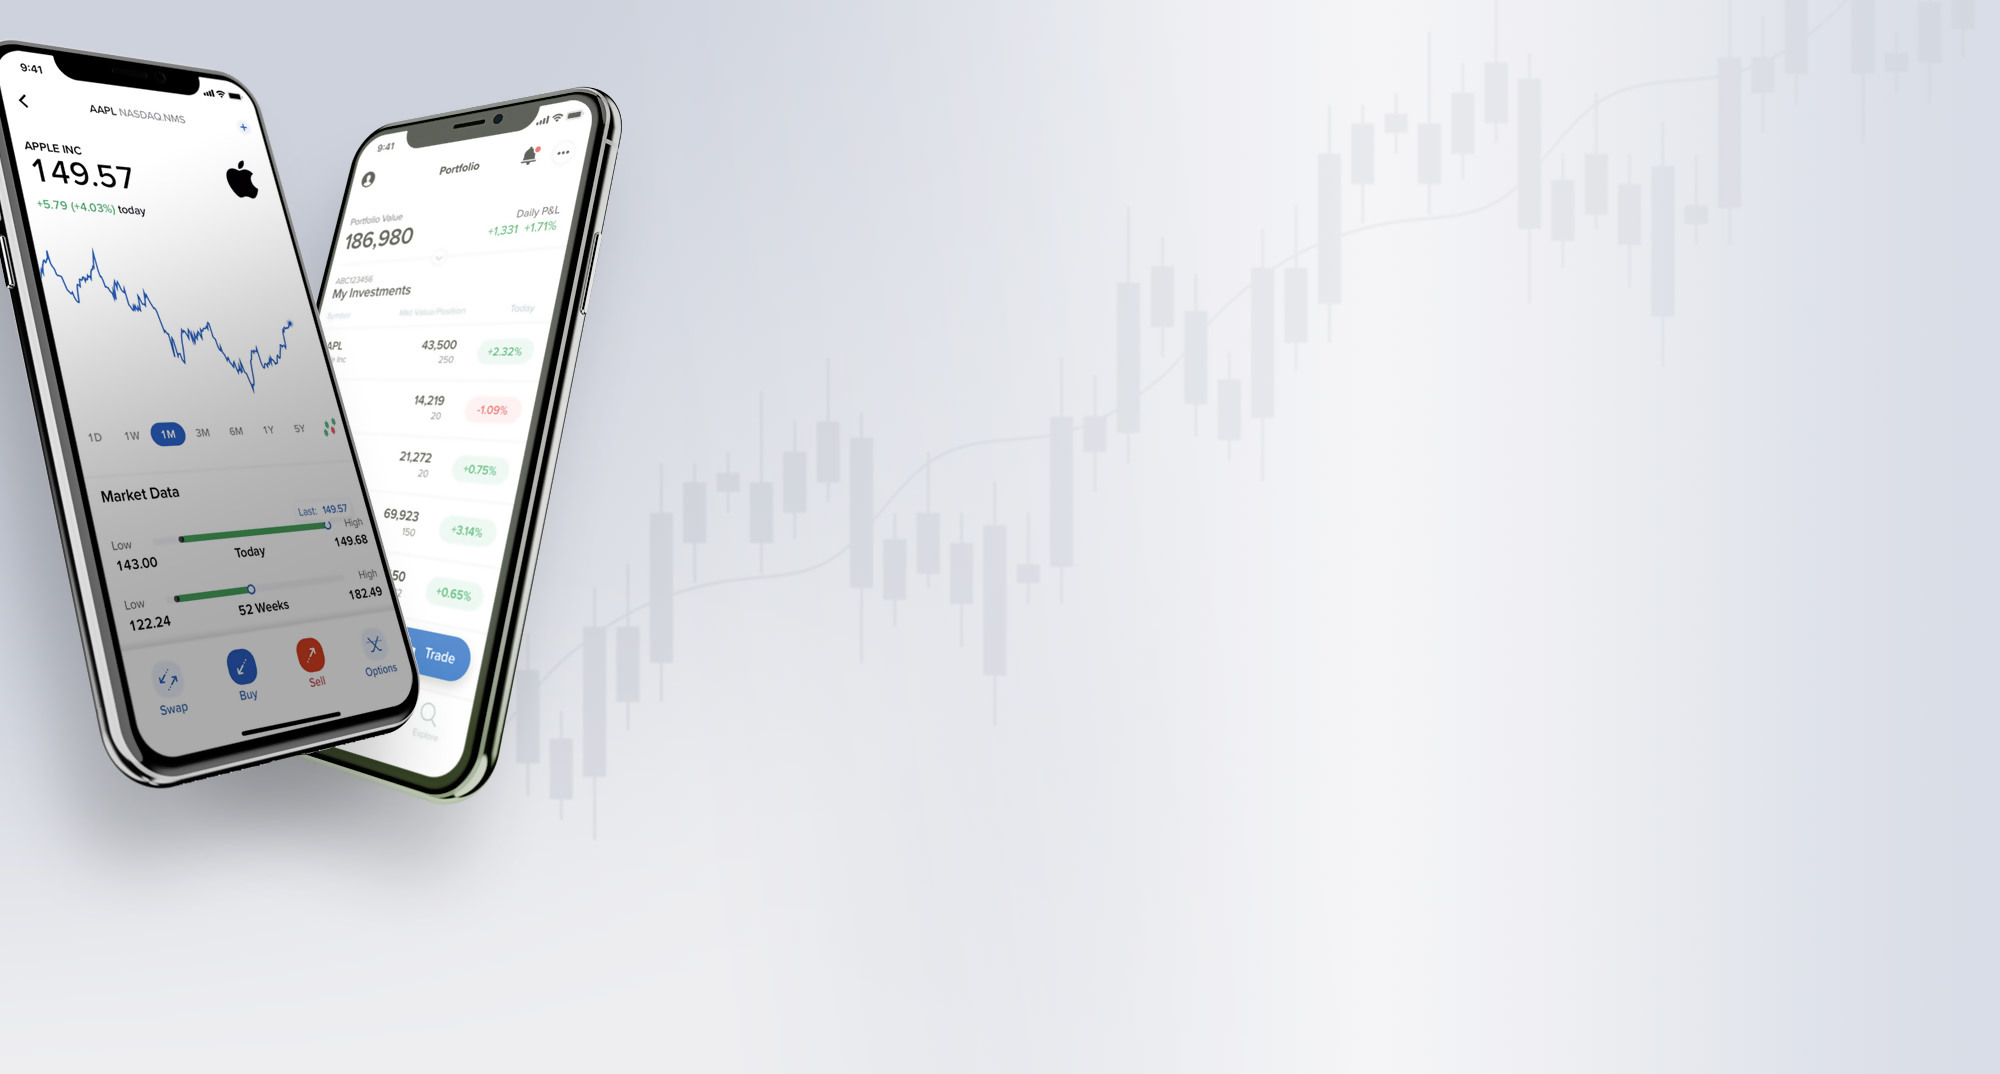 9:41
AAPL NASDAQ.NMS
+
APPLE INC
149.57
+5.79 (+4.03%) today
1D 1W 1M 3M 6M 1Y 5Y
Market Data
Last: 149.57
Low High
143.00 Today 149.68
Low High
122.24 52 Weeks 182.49
Swap Buy Sell Options
9:41
Portfolio
Portfolio Value Daily P&L
186,980 +1,331 +1.71%
ABC123456
My Investments
Symbol Mkt Value/Position Today
APL 43,500 +2.32%
Inc 250
14,219 -1.09%
20
21,272 +0.75%
20
69,923 +3.14%
150
50 +0.65%
2
Trade
Explore